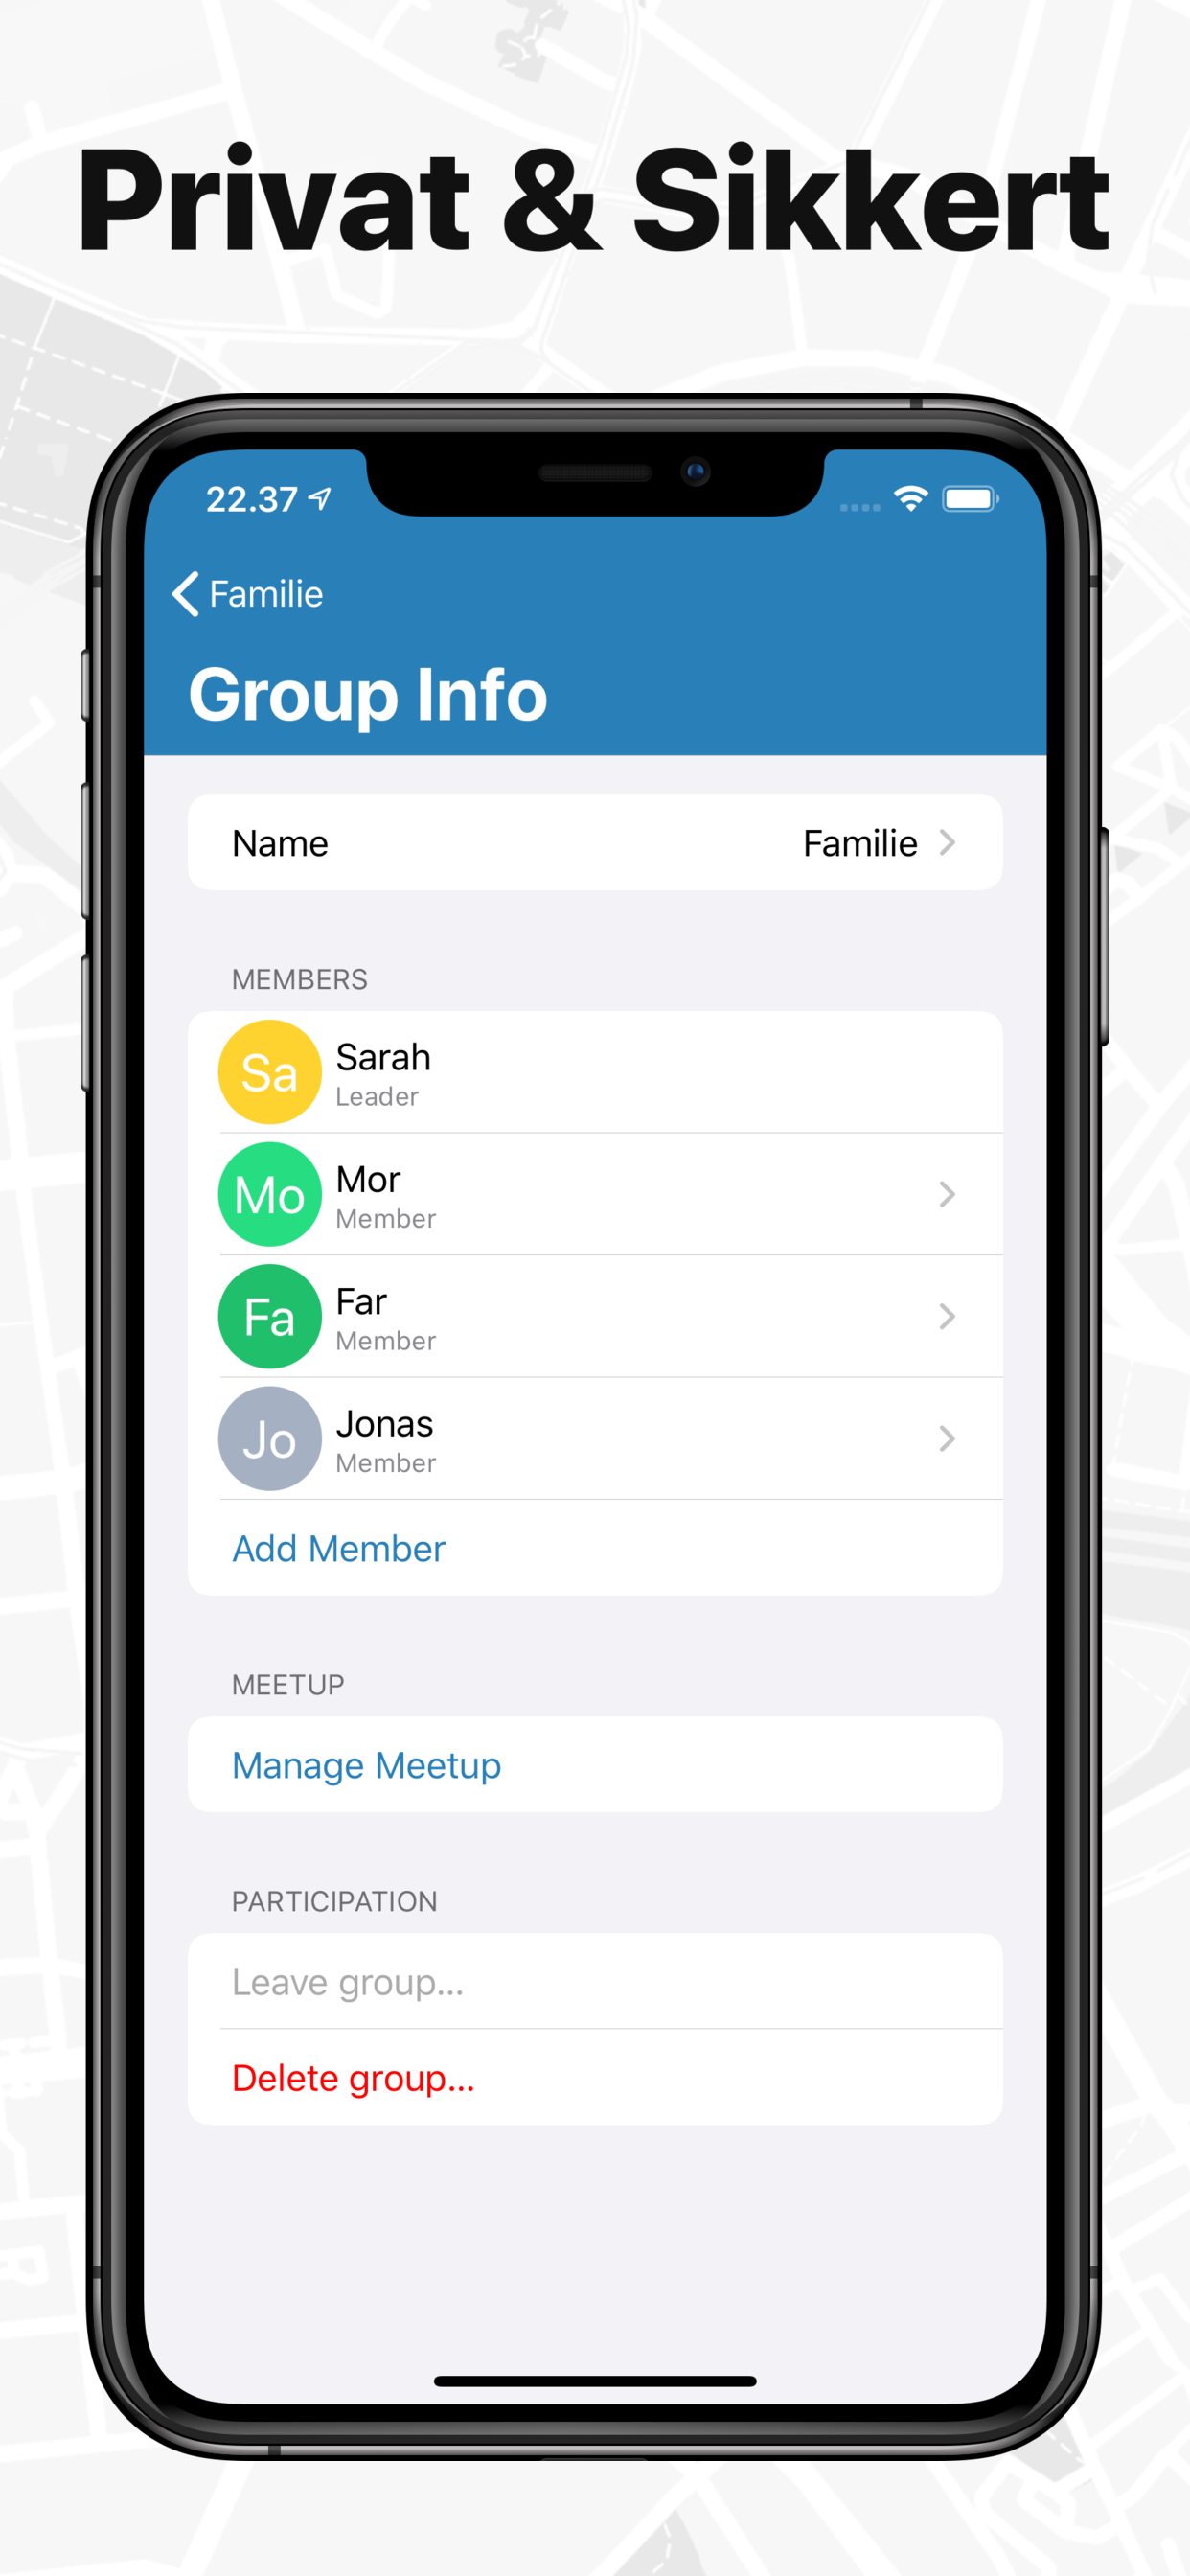 Privat & Sikkert
22.37
Familie
Group Info
Name Familie
MEMBERS
Sa
Sarah
Leader
Mo
Mor
Member
Fa
Far
Member
Jo
Jonas
Member
Add Member
MEETUP
Manage Meetup
PARTICIPATION
Leave group...
Delete group...